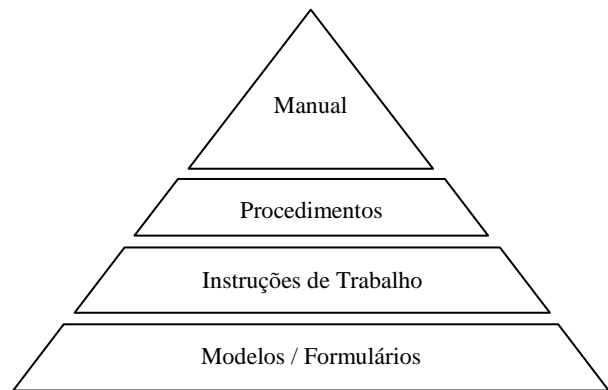 Manual
Procedimentos
Instruções de Trabalho
Modelos / Formulários